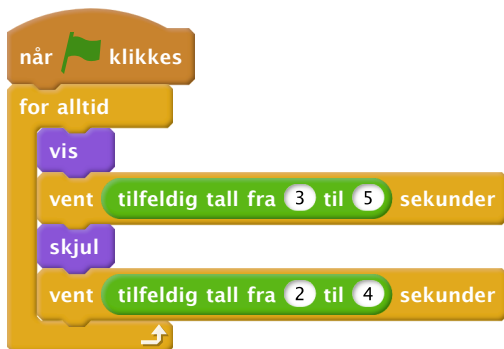 når klikkes
for alltid
vis
vent tilfeldig tall fra 3 til 5 sekunder
skjul
vent tilfeldig tall fra 2 til 4 sekunder